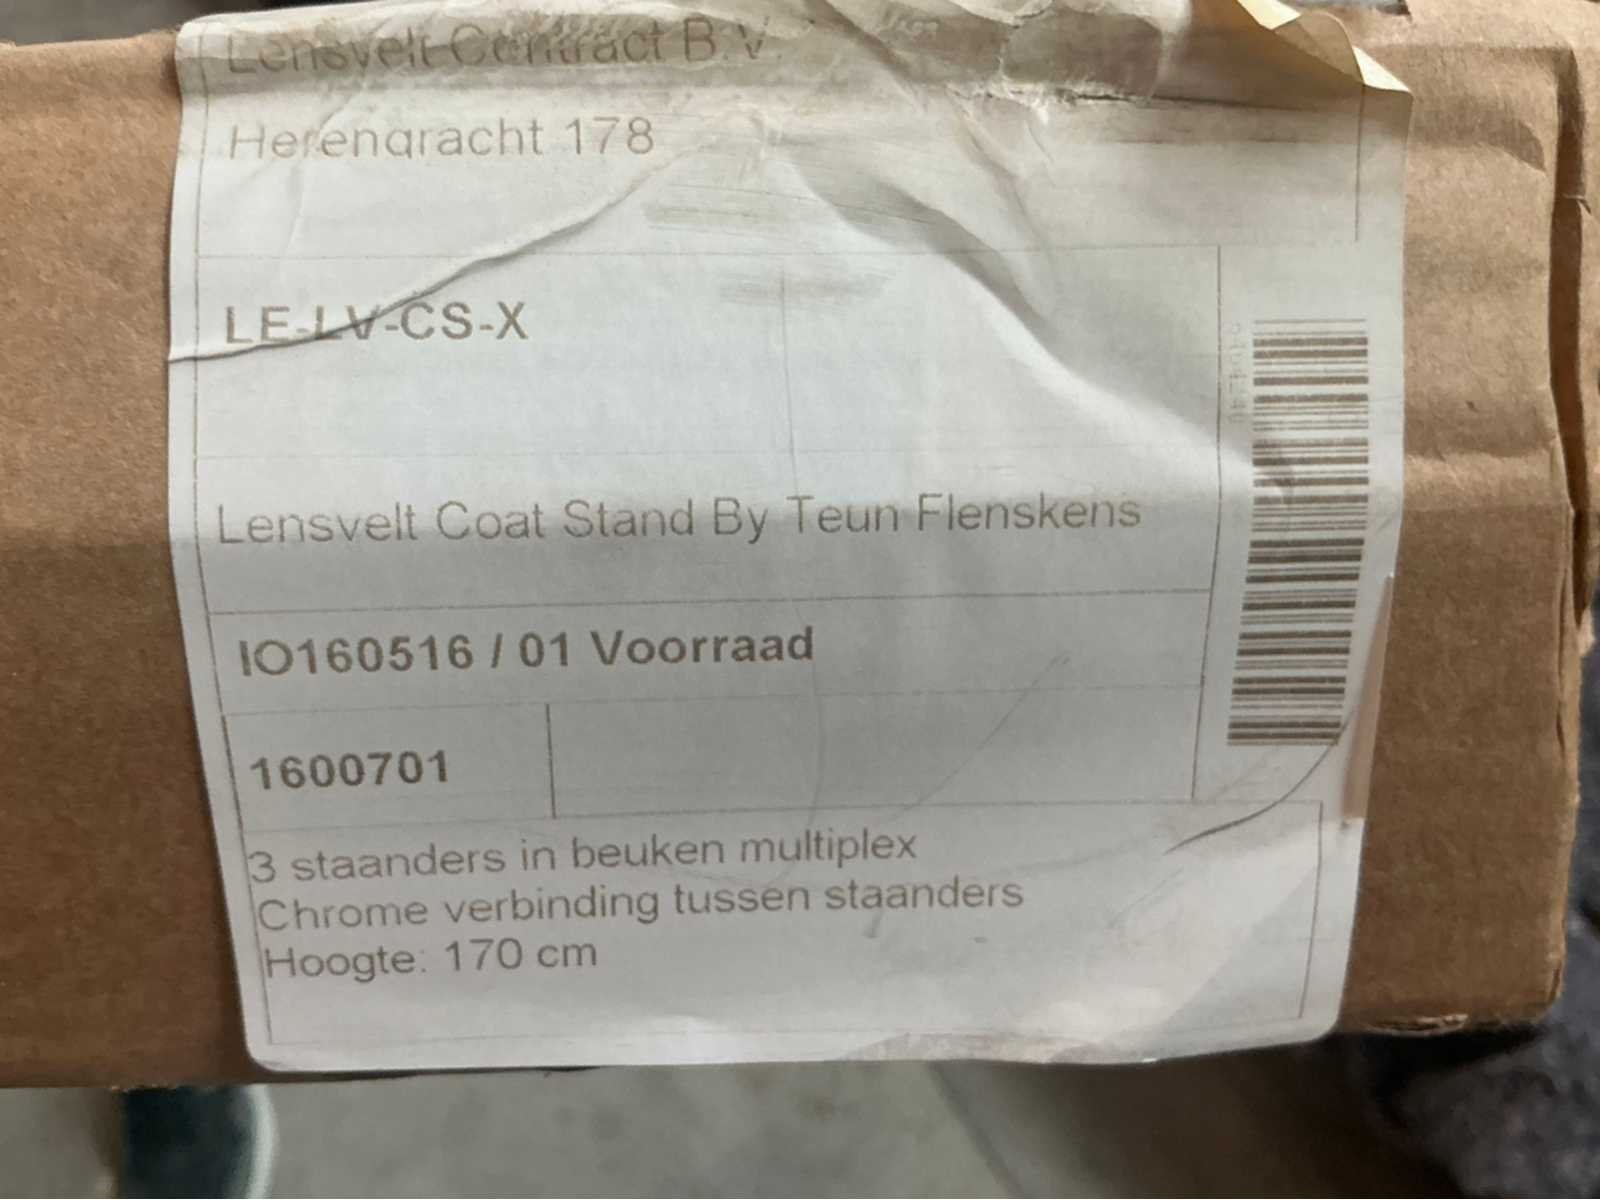 Lensvelt Contract B.V.
Herengracht 178
LE-LV-CS-X
Lensvelt Coat Stand By Teun Flenskens
IO160516 / 01 Voorraad
1600701
3 staanders in beuken multiplex
Chrome verbinding tussen staanders
Hoogte: 170 cm